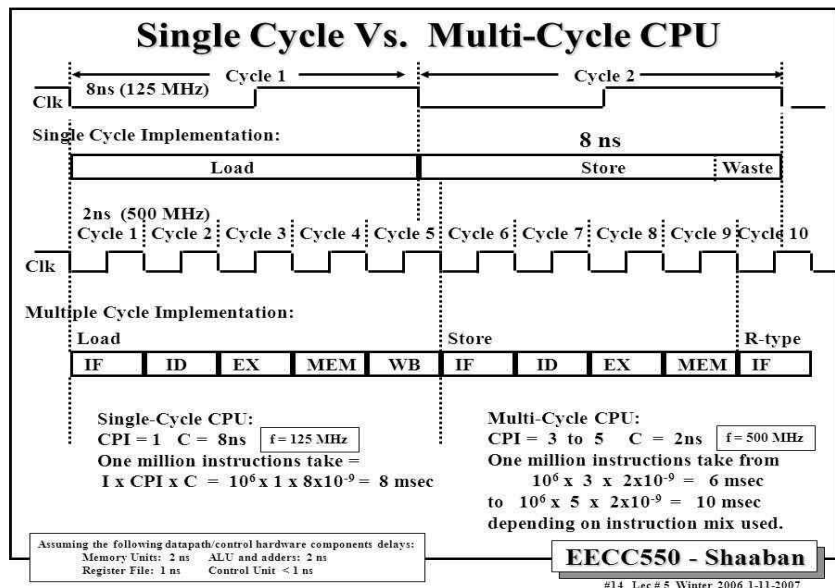 Single Cycle Vs. Multi-Cycle CPU
Cycle 1
Cycle 2
8ns (125 MHz)
Clk
Single Cycle Implementation:
8 ns
Load
Store
Waste
2ns (500 MHz)
Cycle 1
Cycle 2
Cycle 3
Cycle 4
Cycle 5
Cycle 6
Cycle 7
Cycle 8
Cycle 9
Cycle 10
Clk
Multiple Cycle Implementation:
Load
Store
R-type
IF
ID
EX
MEM
WB
IF
ID
EX
MEM
IF
Single-Cycle CPU:
CPI = 1 C = 8ns
f = 125 MHz
One million instructions take =
I x CPI x C = 10⁶ x 1 x 8x10⁻⁹ = 8 msec
Multi-Cycle CPU:
CPI = 3 to 5 C = 2ns
f = 500 MHz
One million instructions take from
10⁶ x 3 x 2x10⁻⁹ = 6 msec
to 10⁶ x 5 x 2x10⁻⁹ = 10 msec
depending on instruction mix used.
Assuming the following datapath/control hardware components delays:
Memory Units: 2 ns ALU and adders: 2 ns
Register File: 1 ns Control Unit < 1 ns
EECC550 - Shaaban
#14 Lec # 5 Winter 2006 1-11-2007